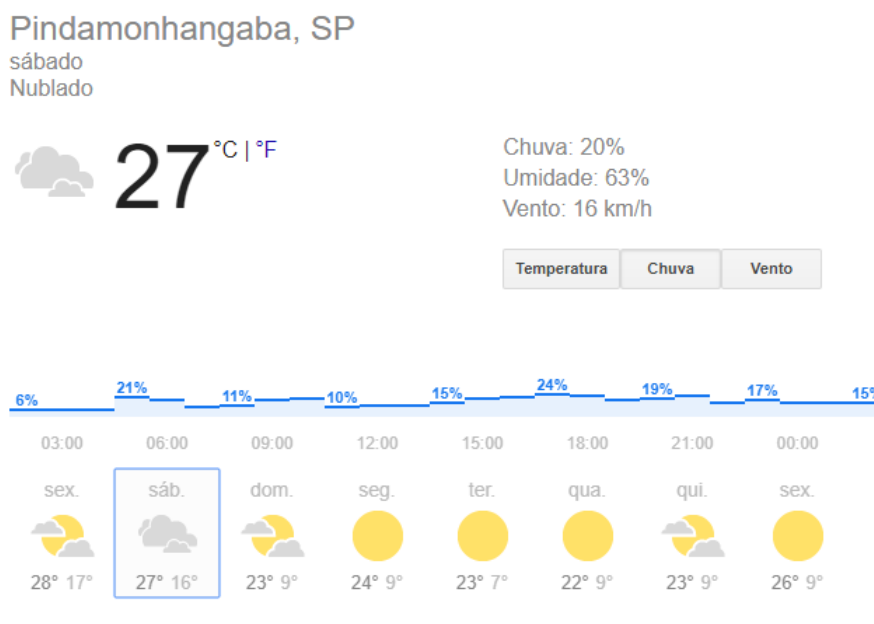 Pindamonhangaba, SP
sábado
Nublado
27 °C | °F
Chuva: 20%
Umidade: 63%
Vento: 16 km/h
Temperatura Chuva Vento
6% 21% 11% 10% 15% 24% 19% 17% 15%
03:00 06:00 09:00 12:00 15:00 18:00 21:00 00:00
sex. sáb. dom. seg. ter. qua. qui. sex.
28° 17° 27° 16° 23° 9° 24° 9° 23° 7° 22° 9° 23° 9° 26° 9°